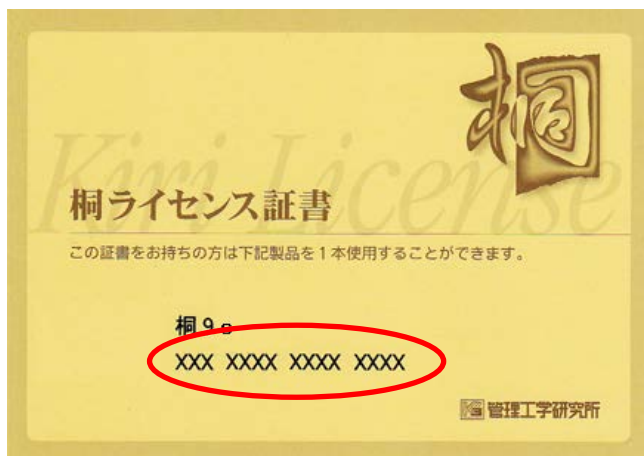 桐
Kiri License
桐ライセンス証書
この証書をお持ちの方は下記製品を1本使用することができます。
桐9
XXX XXXX XXXX XXXX
管理工学研究所